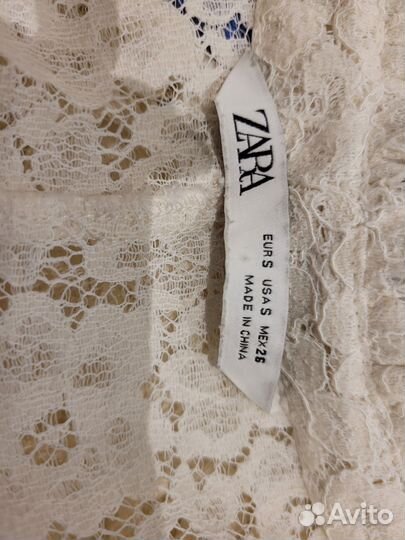 ZARA
EUR S USA S MEX 26
MADE IN CHINA
Avito